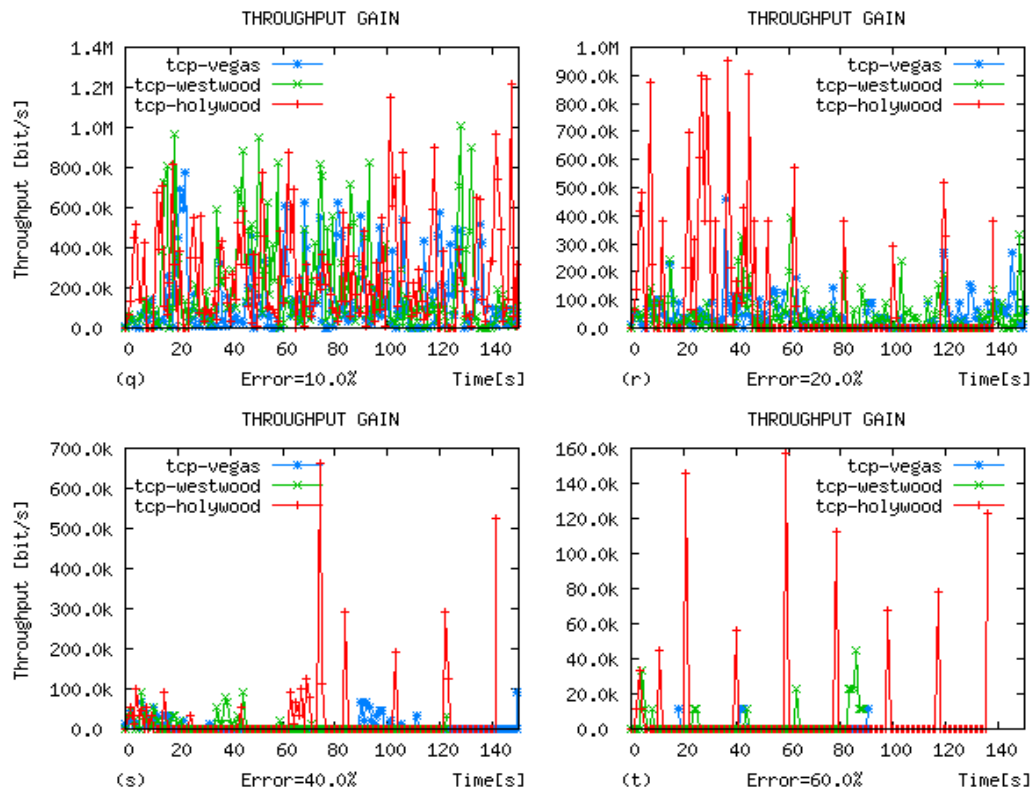 THROUGHPUT GAIN
Throughput [bit/s]
1.4M
1.2M
1.0M
800.0k
600.0k
400.0k
200.0k
0.0
tcp-vegas
tcp-westwood
tcp-holywood
0 20 40 60 80 100 120 140
(q) Error=10.0% Time[s]
THROUGHPUT GAIN
1.0M
900.0k
800.0k
700.0k
600.0k
500.0k
400.0k
300.0k
200.0k
100.0k
0.0
tcp-vegas
tcp-westwood
tcp-holywood
0 20 40 60 80 100 120 140
(r) Error=20.0% Time[s]
THROUGHPUT GAIN
Throughput [bit/s]
700.0k
600.0k
500.0k
400.0k
300.0k
200.0k
100.0k
0.0
tcp-vegas
tcp-westwood
tcp-holywood
0 20 40 60 80 100 120 140
(s) Error=40.0% Time[s]
THROUGHPUT GAIN
160.0k
140.0k
120.0k
100.0k
80.0k
60.0k
40.0k
20.0k
0.0
tcp-vegas
tcp-westwood
tcp-holywood
0 20 40 60 80 100 120 140
(t) Error=60.0% Time[s]